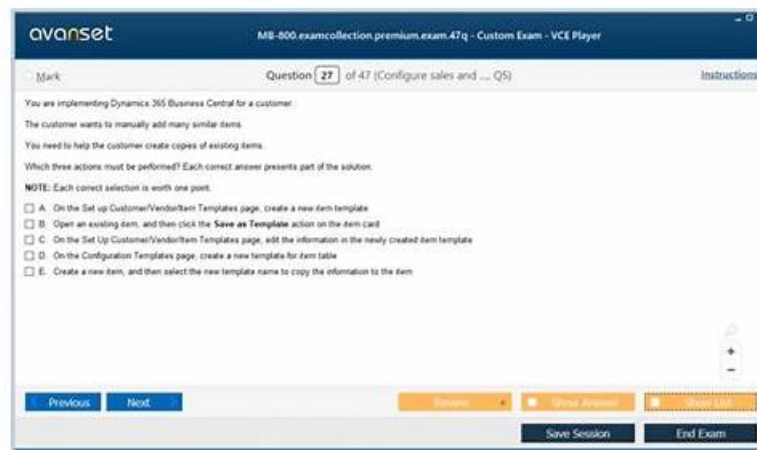 avanset
MB-800.examcollection.premium.exam.47q - Custom Exam - VCE Player
Mark
Question 27 of 47 (Configure sales and .... Q5)
Instructions
You are implementing Dynamics 365 Business Central for a customer.
The customer wants to manually add many similar items.
You need to help the customer create copies of existing items.
Which three actions must be performed? Each correct answer presents part of the solution.
NOTE: Each correct selection is worth one point.
A. On the Set up Customer/Vendor/Item Templates page, create a new item template
B. Open an existing item, and then click the Save as Template action on the item card
C. On the Set Up Customer/Vendor/Item Templates page, edit the information in the newly created item template
D. On the Configuration Templates page, create a new template for item table
E. Create a new item, and then select the new template name to copy the information to the item
Previous
Next
Review
Show Answer
Show List
Save Session
End Exam